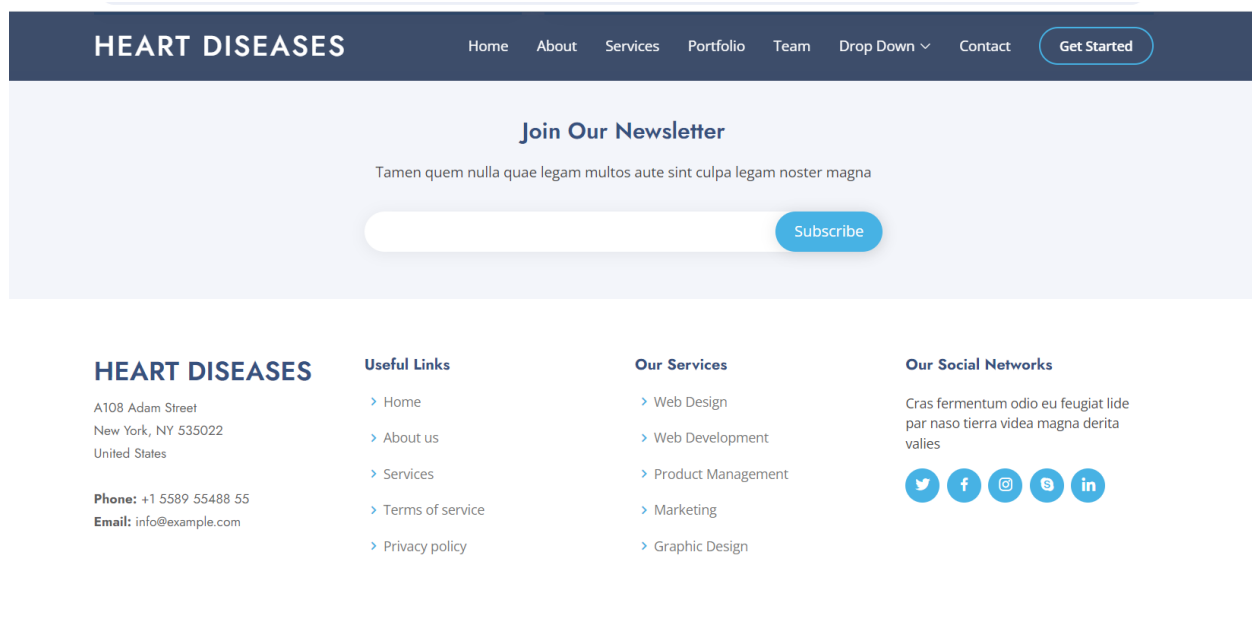 HEART DISEASES
Home About Services Portfolio Team Drop Down Contact Get Started
Join Our Newsletter
Tamen quem nulla quae legam multos aute sint culpa legam noster magna
Subscribe
HEART DISEASES
A108 Adam Street
New York, NY 535022
United States
Phone: +1 5589 55488 55
Email: info@example.com
Useful Links
Home
About us
Services
Terms of service
Privacy policy
Our Services
Web Design
Web Development
Product Management
Marketing
Graphic Design
Our Social Networks
Cras fermentum odio eu feugiat lide
par naso tierra videa magna derita
valies